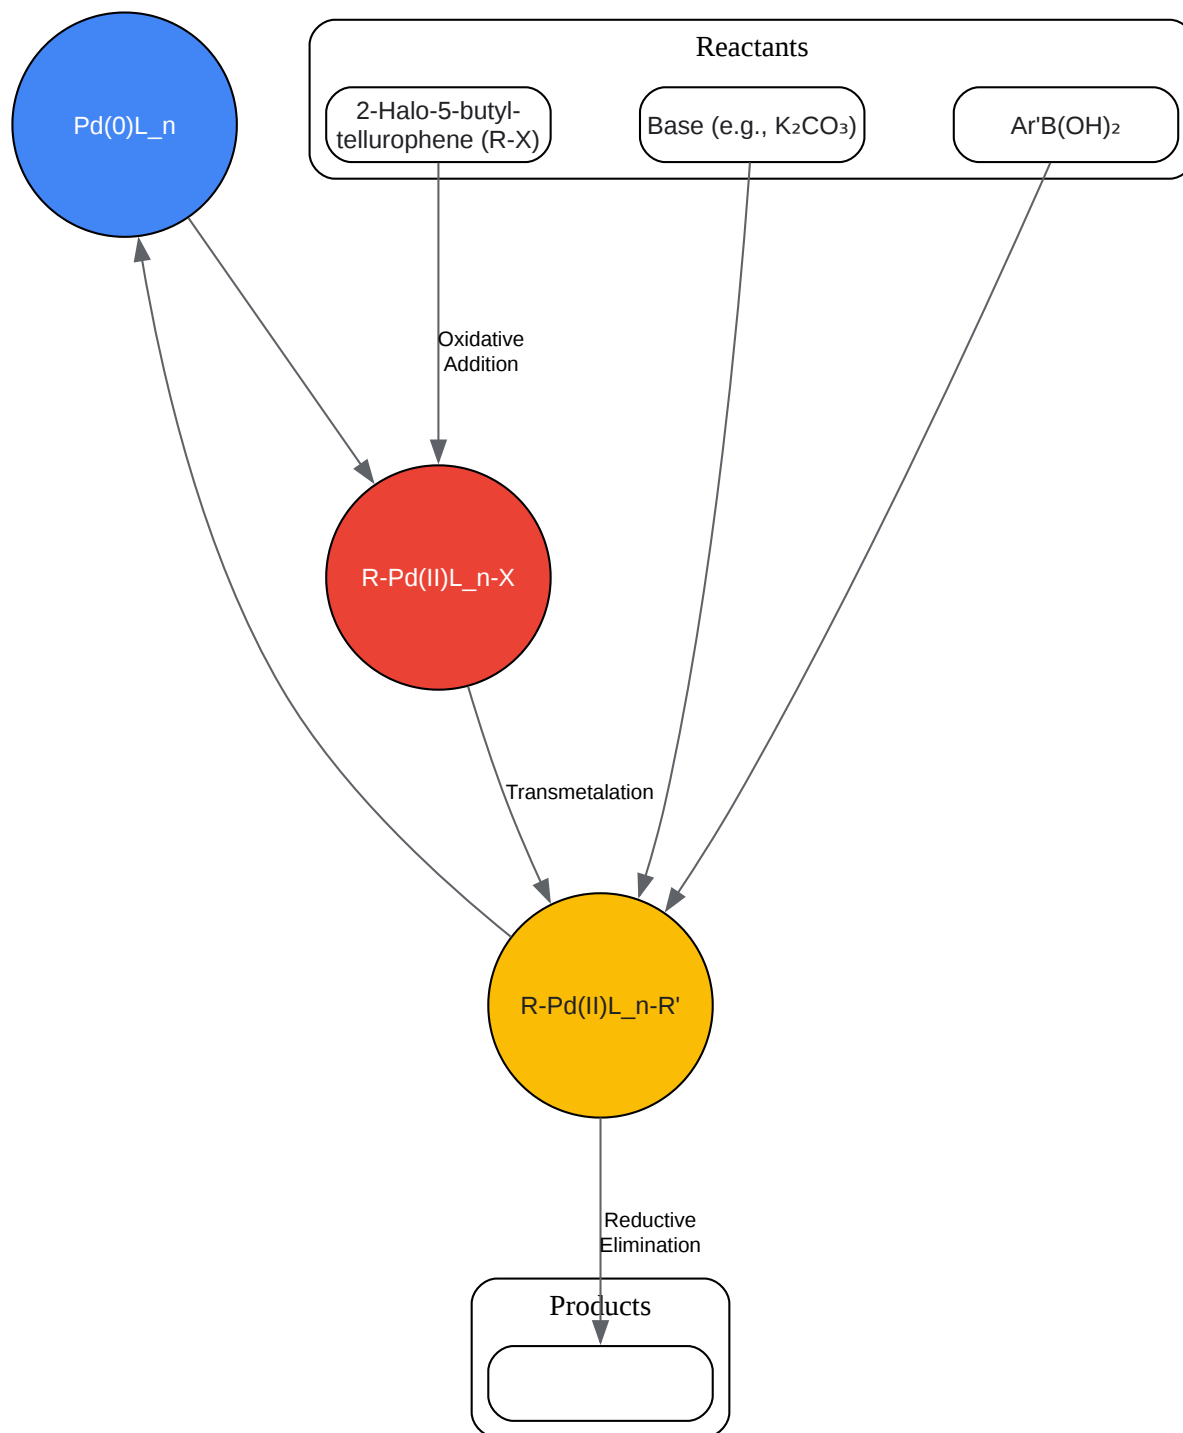 Reactants
Pd(0)L_n
2-Halo-5-butyl-
tellurophene (R-X)
Base (e.g., K₂CO₃)
Ar'B(OH)₂
Oxidative
Addition
R-Pd(II)L_n-X
Transmetalation
R-Pd(II)L_n-R'
Reductive
Elimination
Products